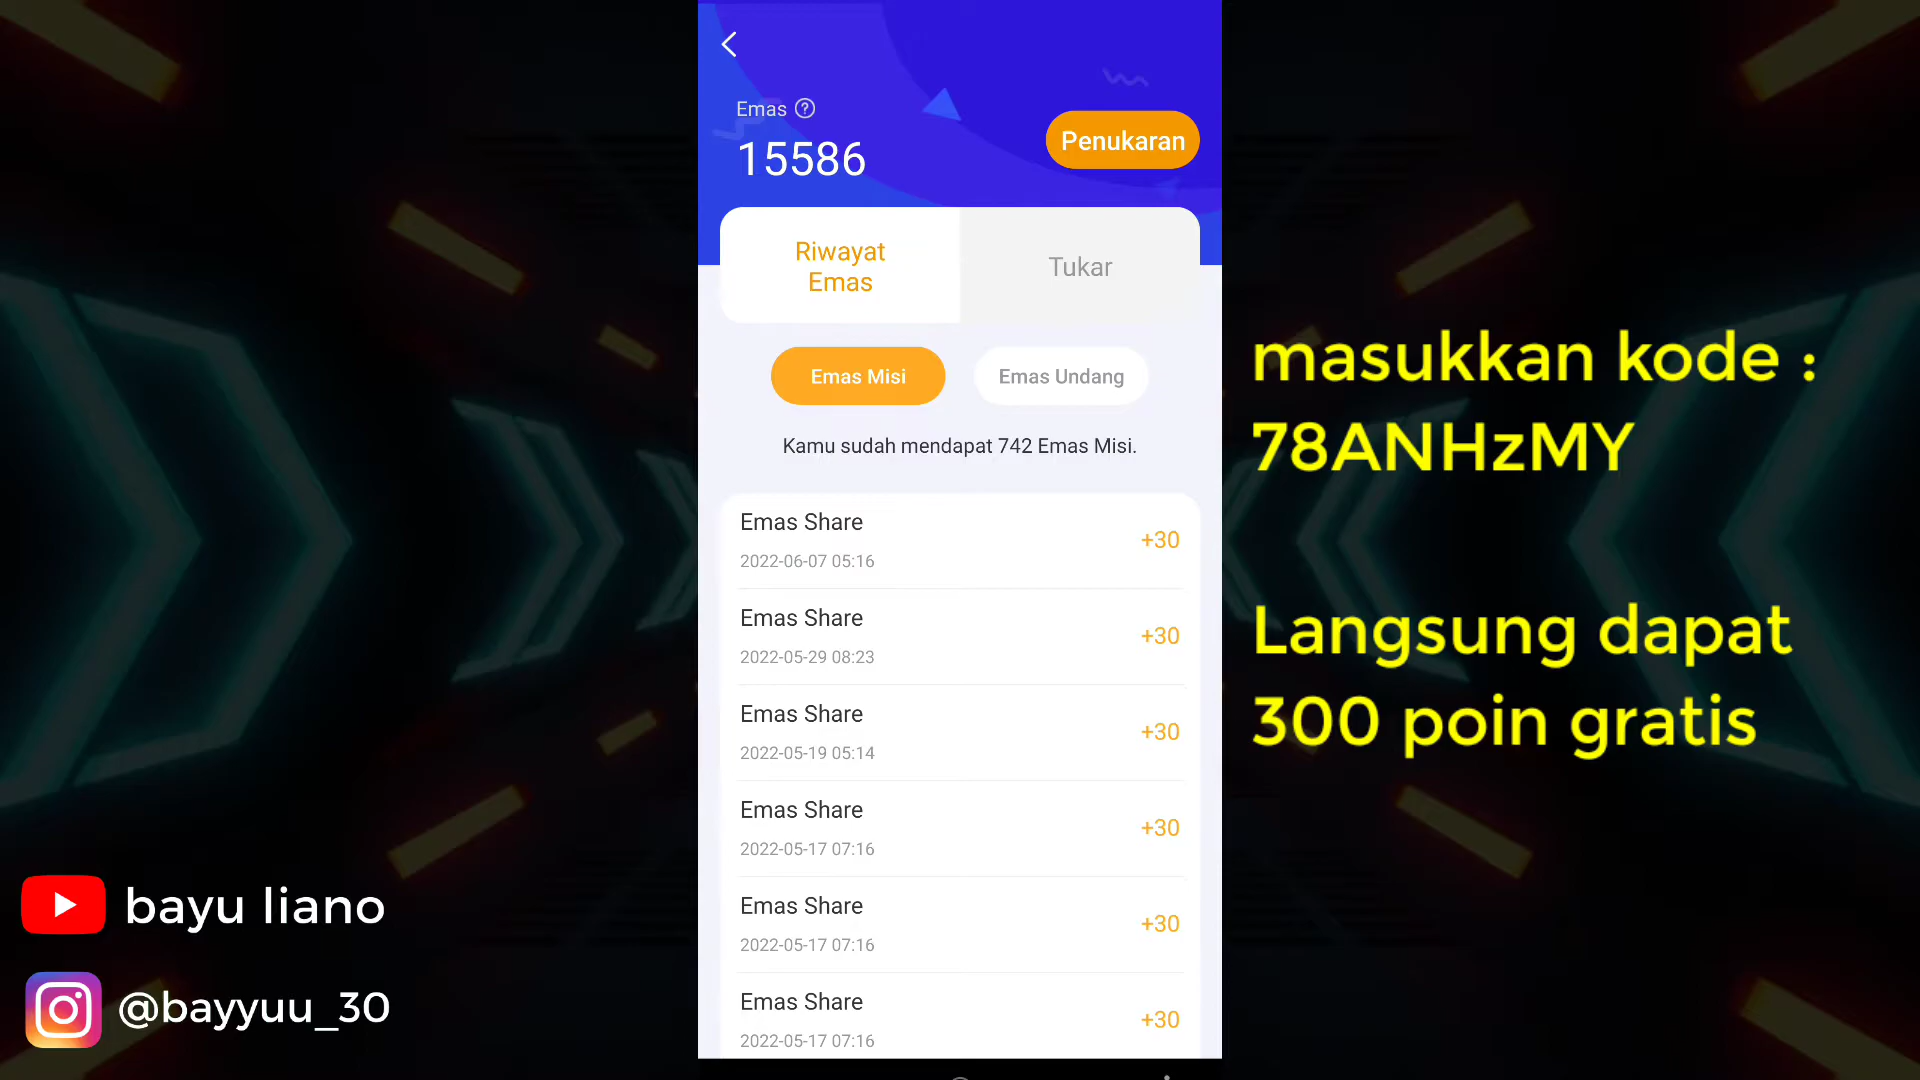 Emas
15586
Penukaran
Riwayat
Emas
Tukar
Emas Misi
Emas Undang
Kamu sudah mendapat 742 Emas Misi.
Emas Share
+30
2022-06-07 05:16
Emas Share
+30
2022-05-29 08:23
Emas Share
+30
2022-05-19 05:14
Emas Share
+30
2022-05-17 07:16
Emas Share
+30
2022-05-17 07:16
Emas Share
+30
2022-05-17 07:16
masukkan kode :
78ANHzMY
Langsung dapat
300 poin gratis
bayu liano
@bayyuu_30